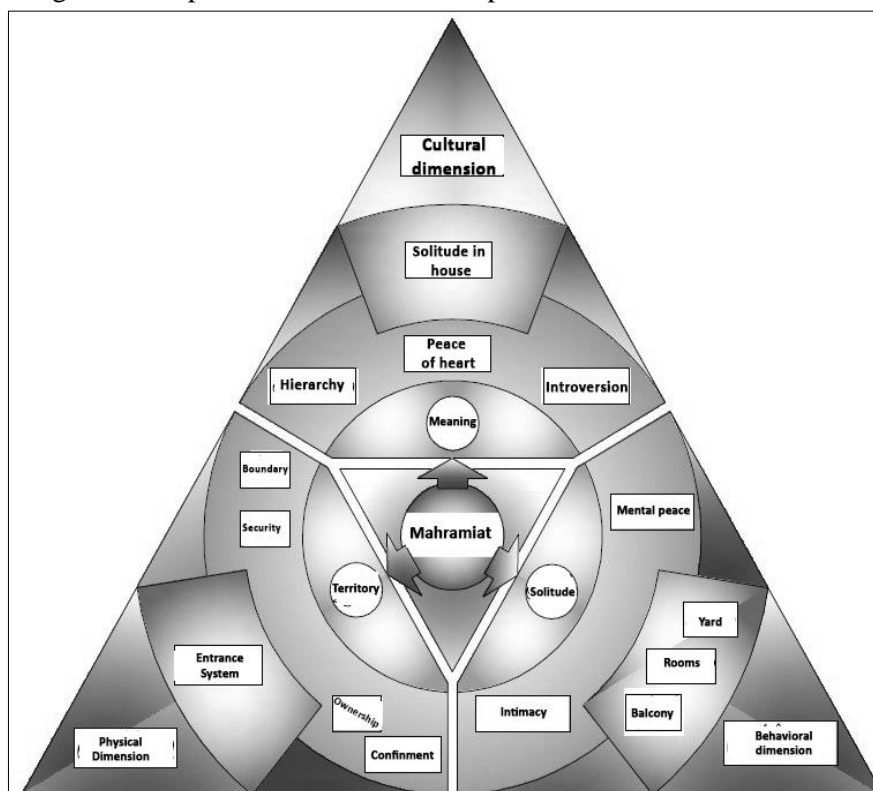 Cultural
dimension
Solitude in
house
Peace
of heart
Hierarchy
Introversion
Meaning
Boundary
Security
Mahramiat
Mental peace
Territory
Solitude
Yard
Rooms
Balcony
Entrance
System
Ownership
Confinment
Intimacy
Physical
Dimension
Behavioral
dimension